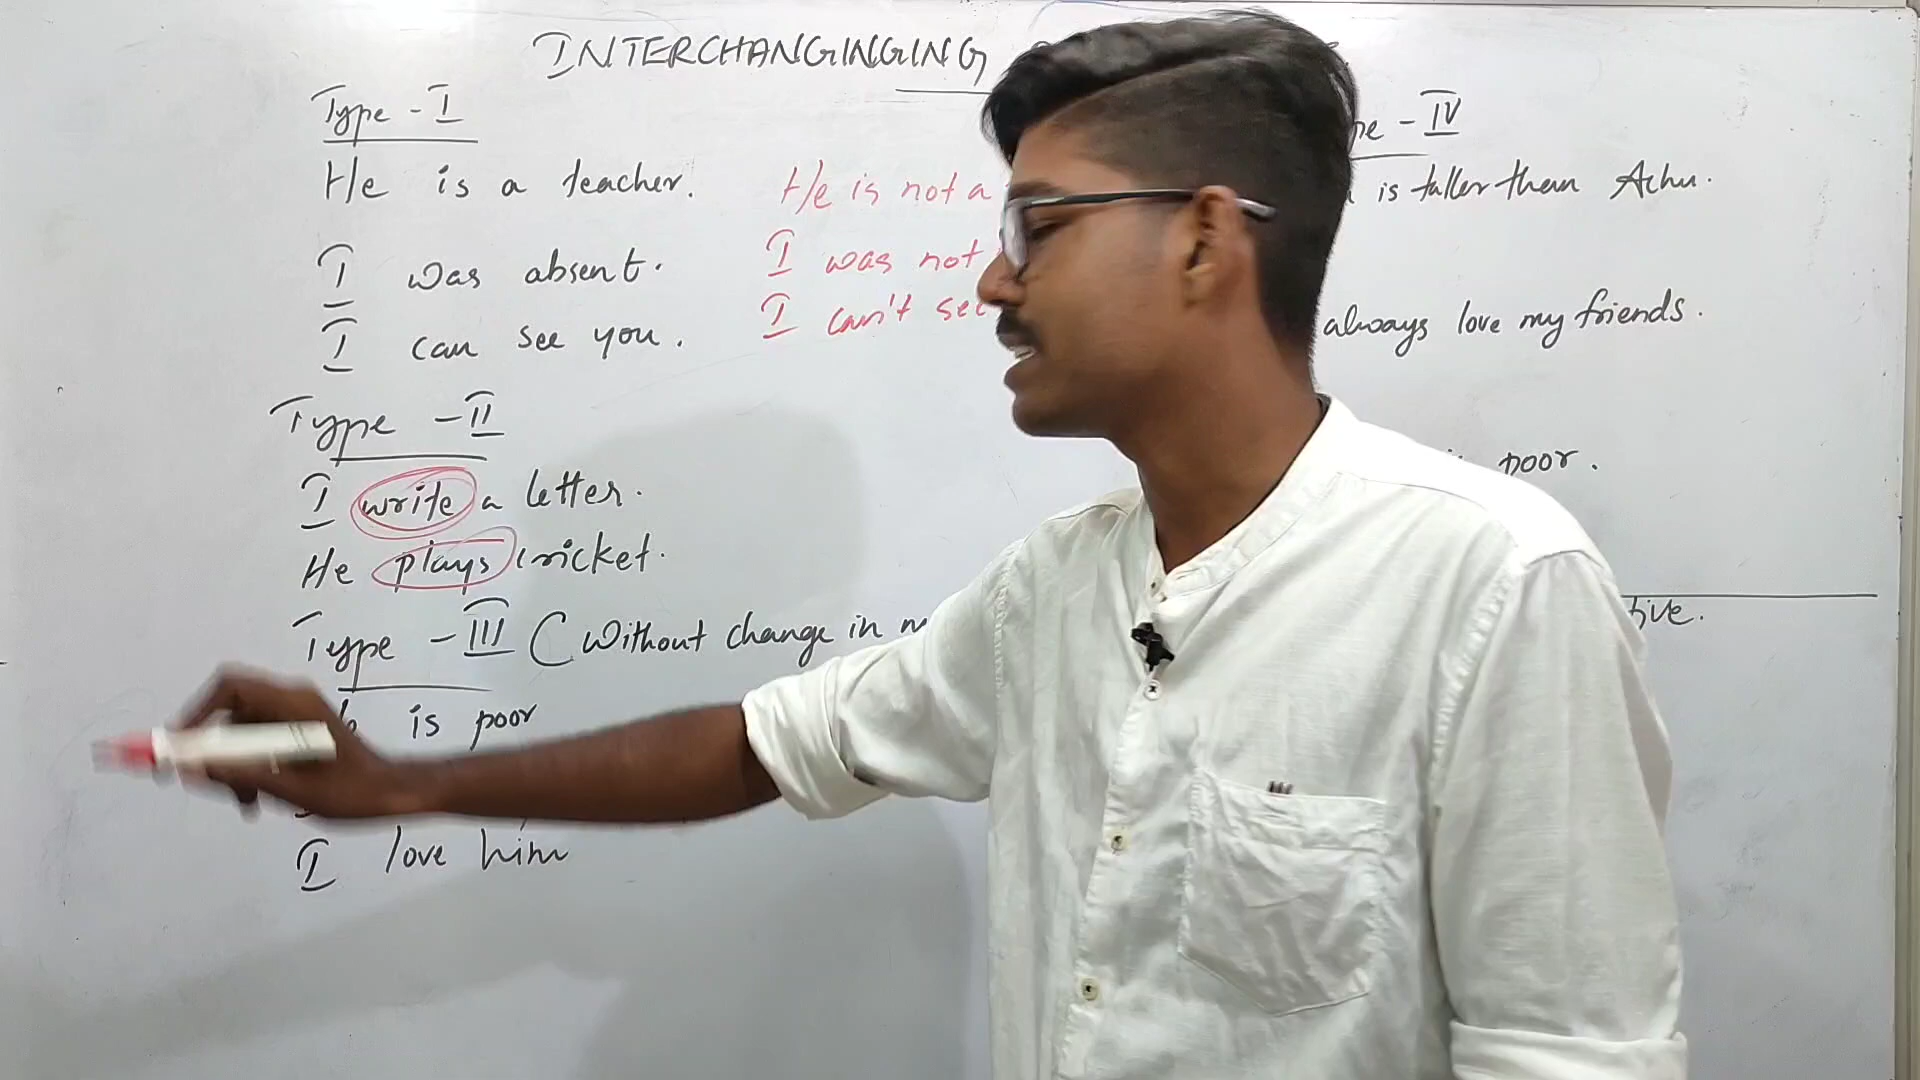 INTERCHANGINGING
Type - I
He is a teacher.
He is not a
I was absent.
I was not
I can see you.
I can't see
Type - II
I write a letter.
He plays cricket.
Type - III ( Without change in
is poor
I love him
- IV
is taller than Achu.
always love my friends.
poor.